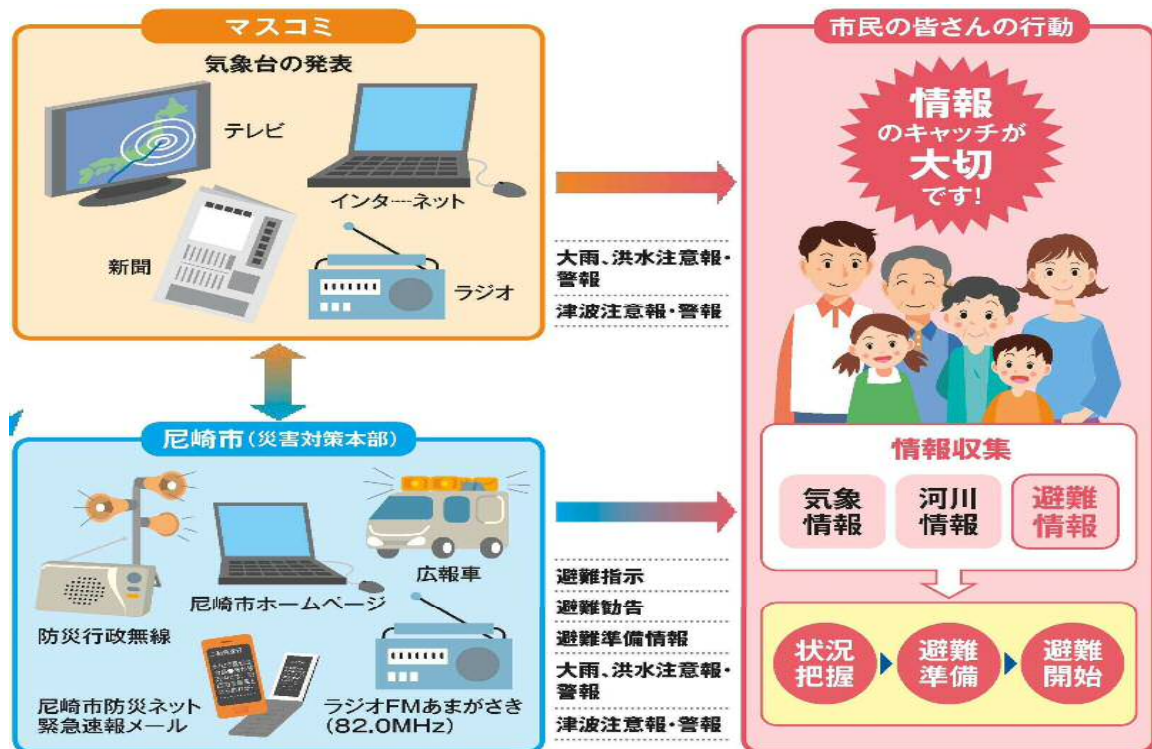 マスコミ
気象台の発表
テレビ
インターネット
新聞
ラジオ
大雨、洪水注意報・
警報
津波注意報・警報
尼崎市（災害対策本部）
広報車
尼崎市ホームページ
防災行政無線
尼崎市防災ネット
緊急速報メール
ラジオFMあまがさき
(82.0MHz)
避難指示
避難勧告
避難準備情報
大雨、洪水注意報・
警報
津波注意報・警報
市民の皆さんの行動
情報
のキャッチが
大切
です!
情報収集
気象
情報
河川
情報
避難
情報
状況
把握
避難
準備
避難
開始